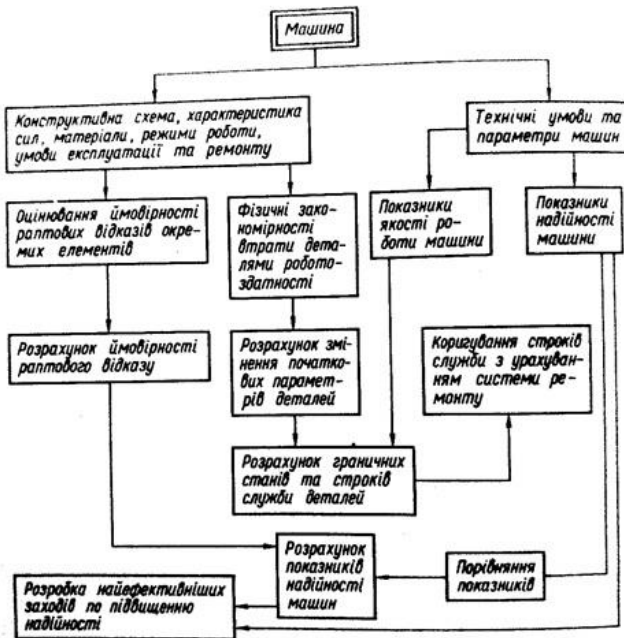 Машина
Конструктивна схема, характеристика
сил, матеріали, режими роботи,
умови експлуатації та ремонту
Технічні умови та
параметри машин
Оцінювання ймовірності
раптових відказів окре-
мих елементів
Фізичні зако-
номірності
втрати дета-
лями робото-
здатності
Показники
якості ро-
боти машини
Показники
надійності
машини
Розрахунок ймовірності
раптового відказу
Розрахунок змі-
нення початко-
вих парамет-
рів деталей
Коригування строків
служби з урахуван-
ням системи ре-
монту
Розрахунок граничних
станів та строків
служби деталей
Розрахунок
показників
надійності
машин
Порівняння
показників
Розробка найефективніших
заходів по підвищенню
надійності